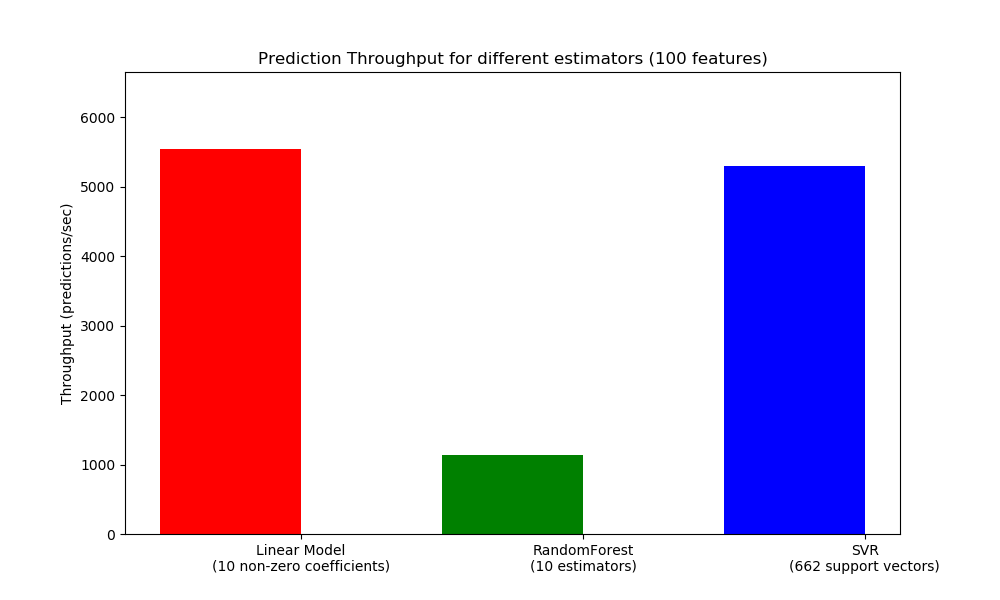 Prediction Throughput for different estimators (100 features)
Throughput (predictions/sec)
6000
5000
4000
3000
2000
1000
0
Linear Model
(10 non-zero coefficients)
RandomForest
(10 estimators)
SVR
(662 support vectors)